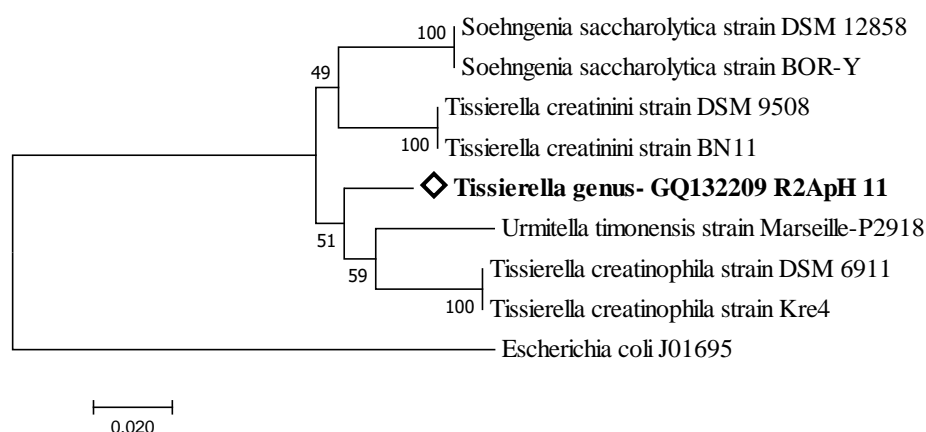 100
Soehngenia saccharolytica strain DSM 12858
Soehngenia saccharolytica strain BOR-Y
49
Tissierella creatinini strain DSM 9508
100
Tissierella creatinini strain BN11
Tissierella genus- GQ132209 R2ApH 11
51
Urmitella timonensis strain Marseille-P2918
59
Tissierella creatinophila strain DSM 6911
100
Tissierella creatinophila strain Kre4
Escherichia coli J01695
0.020